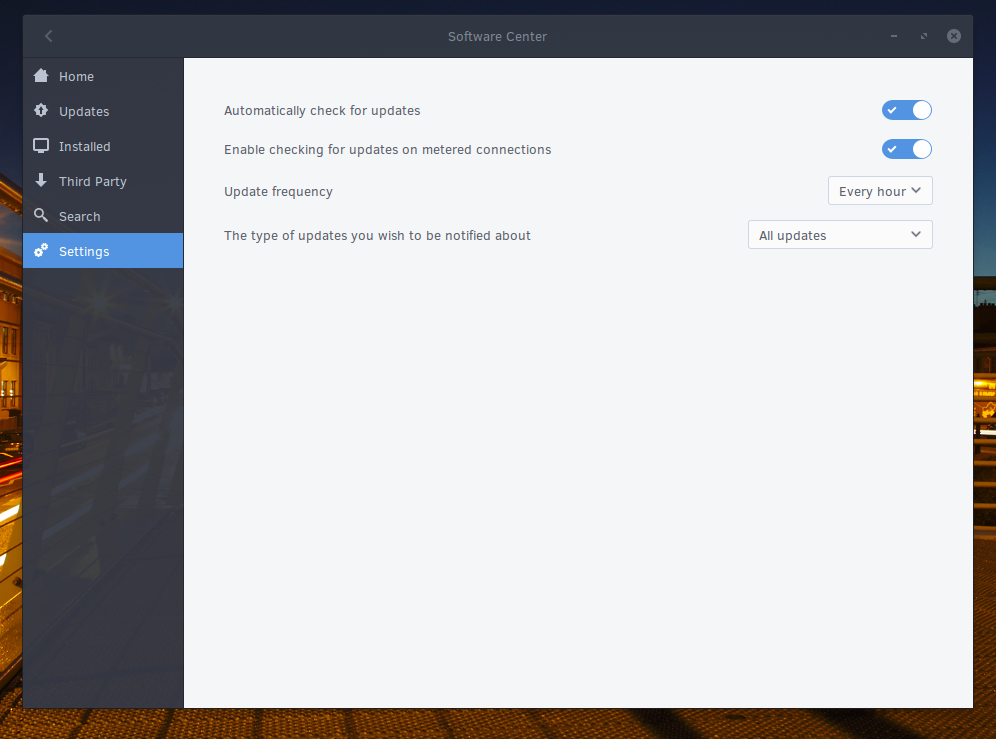 Software Center
Home
Updates
Installed
Third Party
Search
Settings
Automatically check for updates
Enable checking for updates on metered connections
Update frequency
Every hour
The type of updates you wish to be notified about
All updates